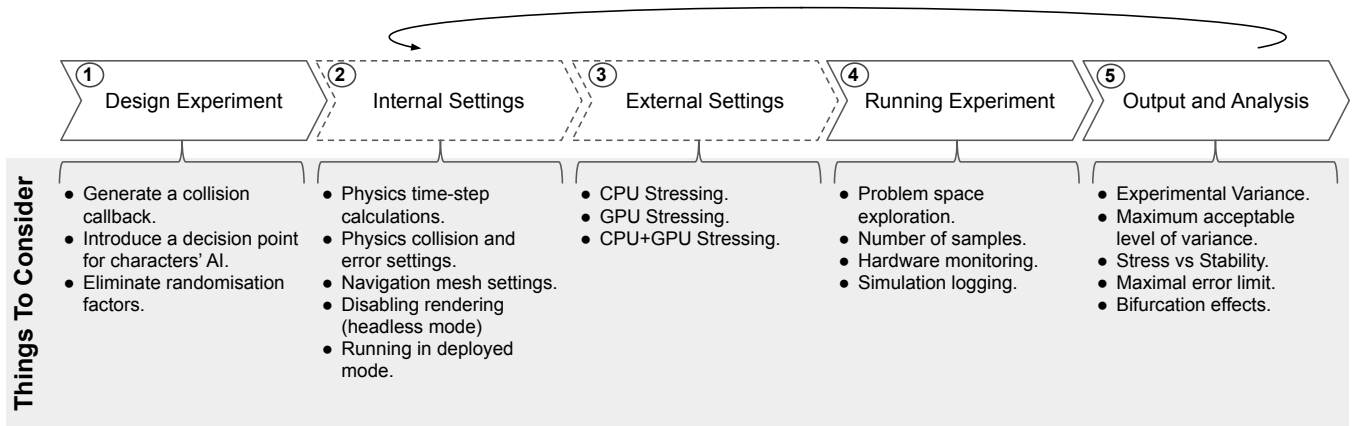 1
Design Experiment
2
Internal Settings
3
External Settings
4
Running Experiment
5
Output and Analysis
Things To Consider
● Generate a collision
callback.
● Introduce a decision point
for characters' AI.
● Eliminate randomisation
factors.
● Physics time-step
calculations.
● Physics collision and
error settings.
● Navigation mesh settings.
● Disabling rendering
(headless mode)
● Running in deployed
mode.
● CPU Stressing.
● GPU Stressing.
● CPU+GPU Stressing.
● Problem space
exploration.
● Number of samples.
● Hardware monitoring.
● Simulation logging.
● Experimental Variance.
● Maximum acceptable
level of variance.
● Stress vs Stability.
● Maximal error limit.
● Bifurcation effects.